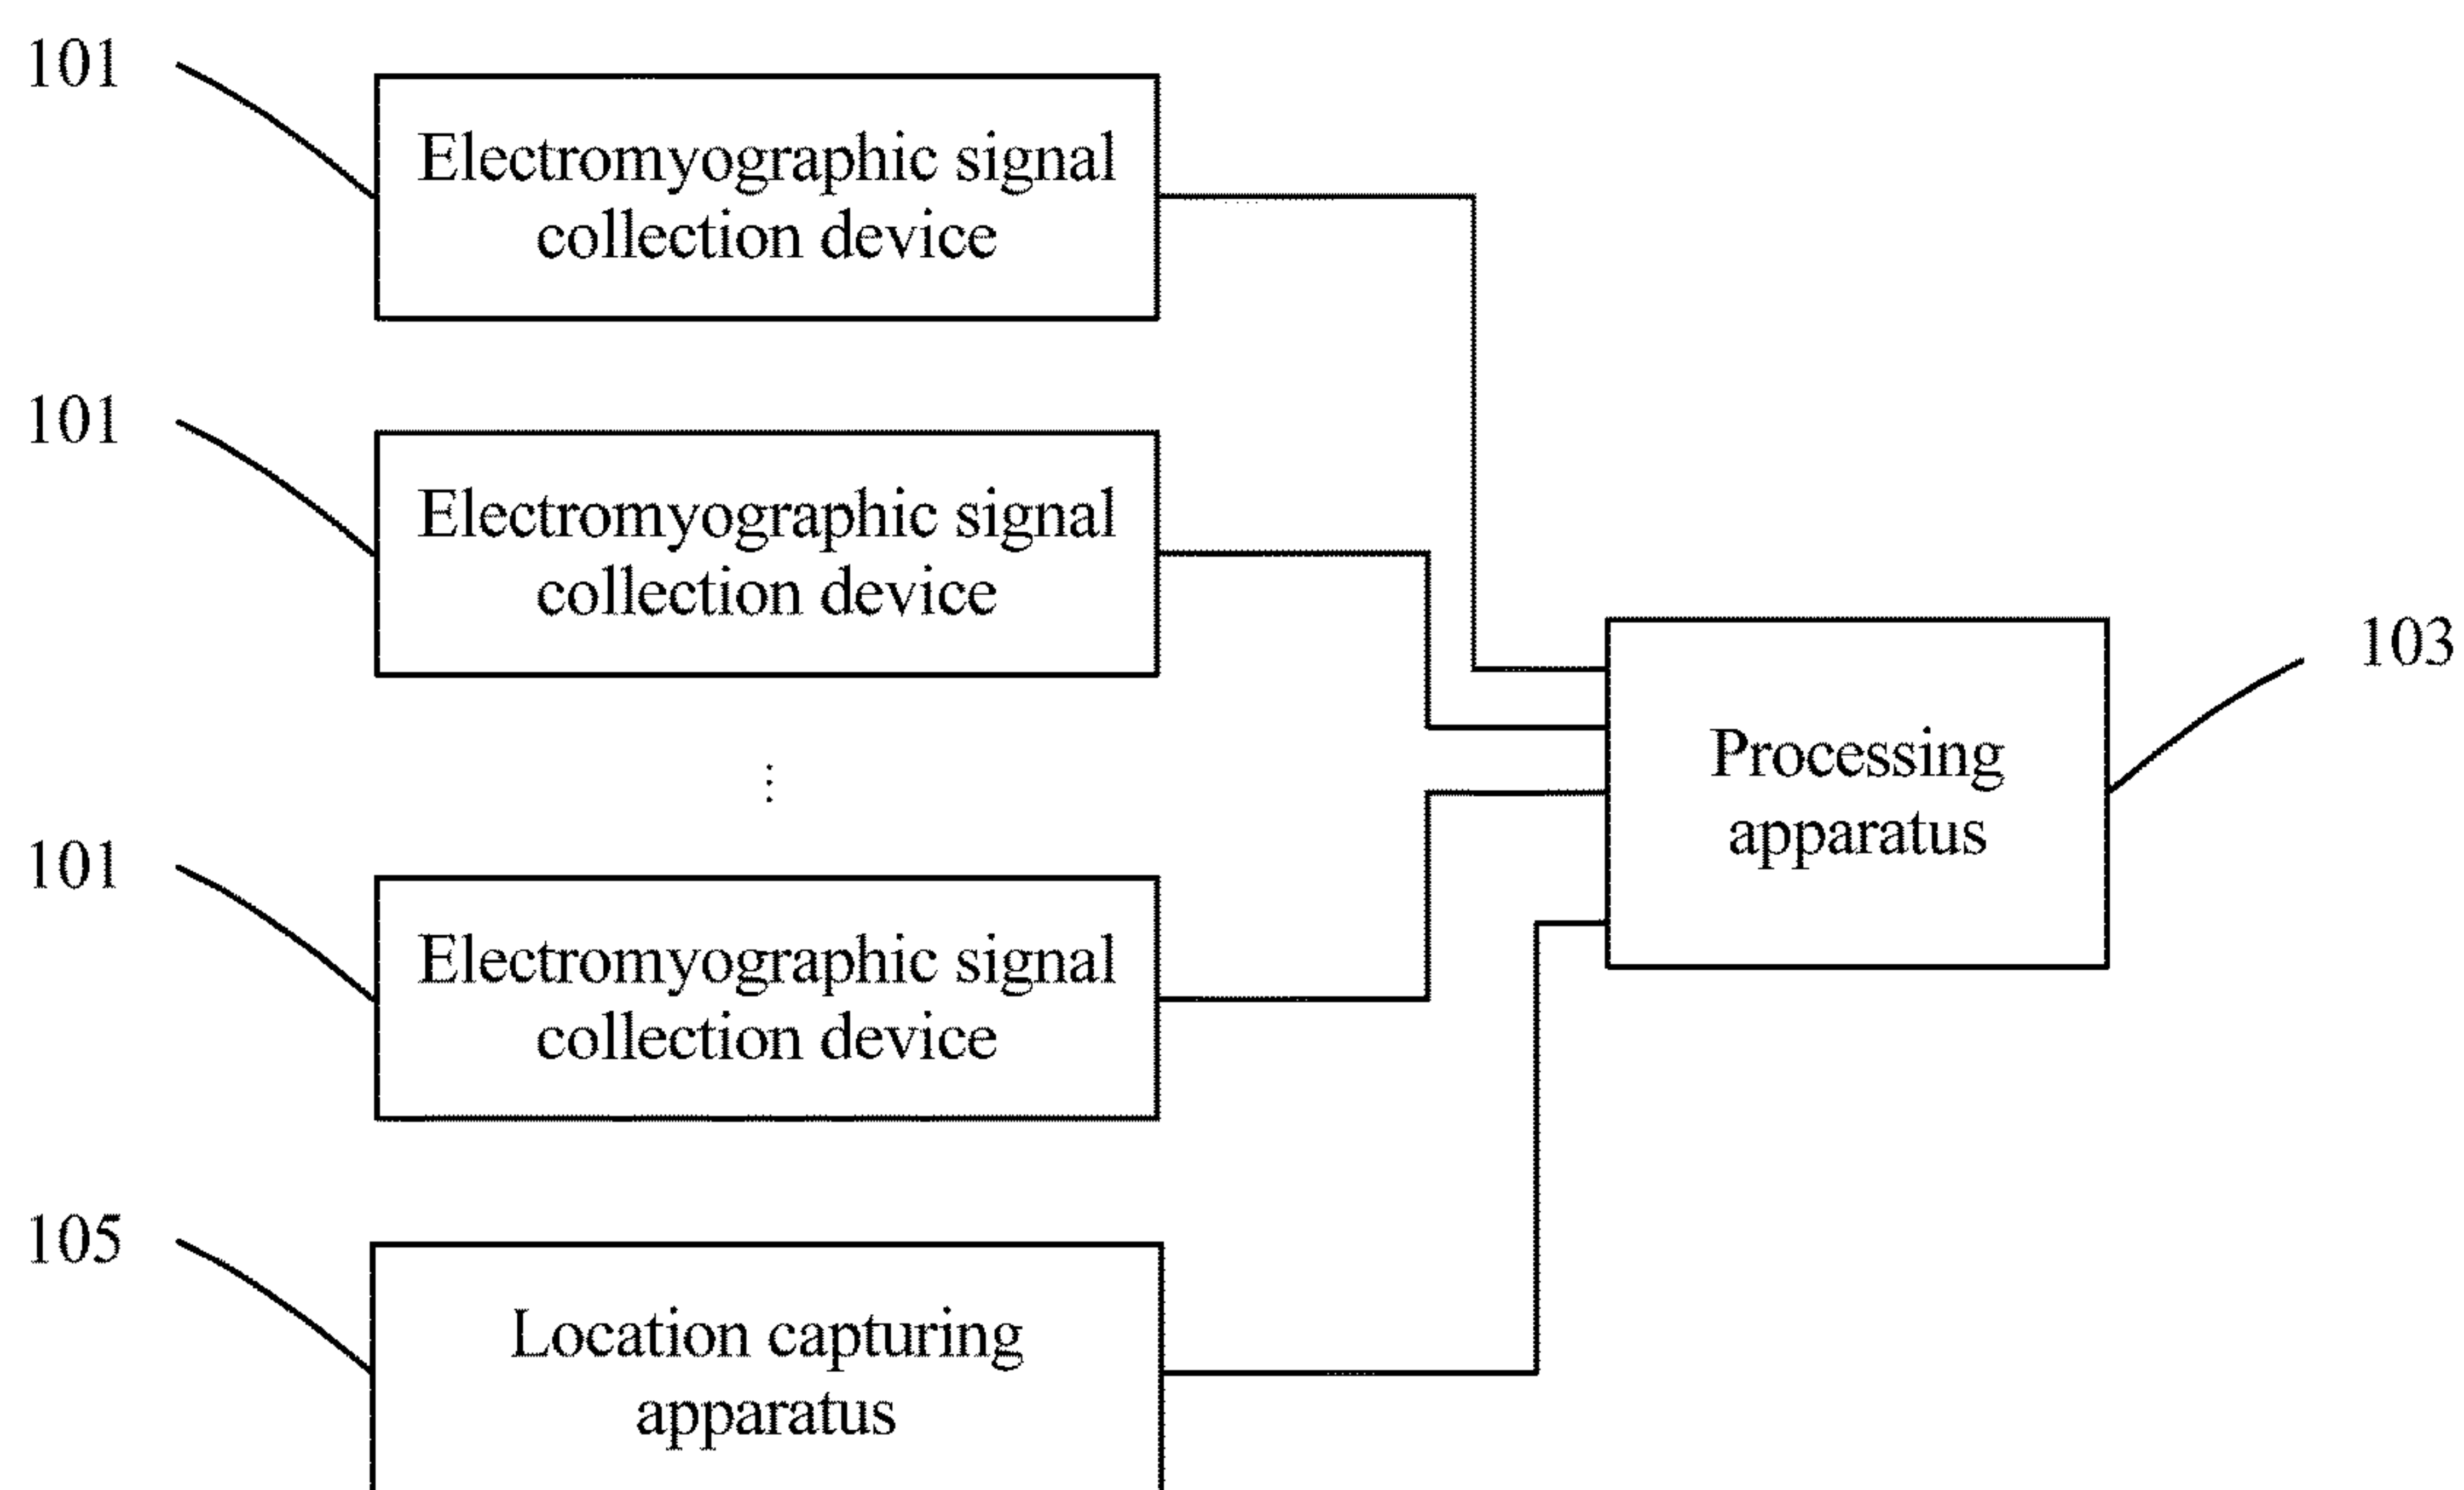 101
Electromyographic signal
collection device
101
Electromyographic signal
collection device
103
Processing
apparatus
⋮
101
Electromyographic signal
collection device
105
Location capturing
apparatus